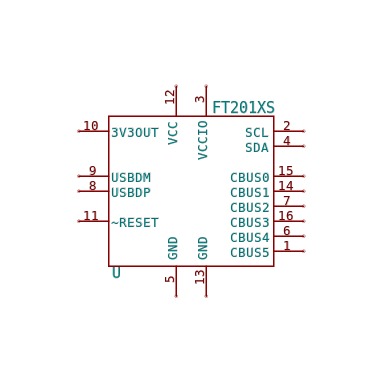 12
3
FT201XS
10
3V3OUT
VCC
VCCIO
SCL
2
SDA
4
9
USBDM
CBUS0
15
8
USBDP
CBUS1
14
CBUS2
7
11
~RESET
CBUS3
16
CBUS4
6
GND
GND
CBUS5
1
U
5
13